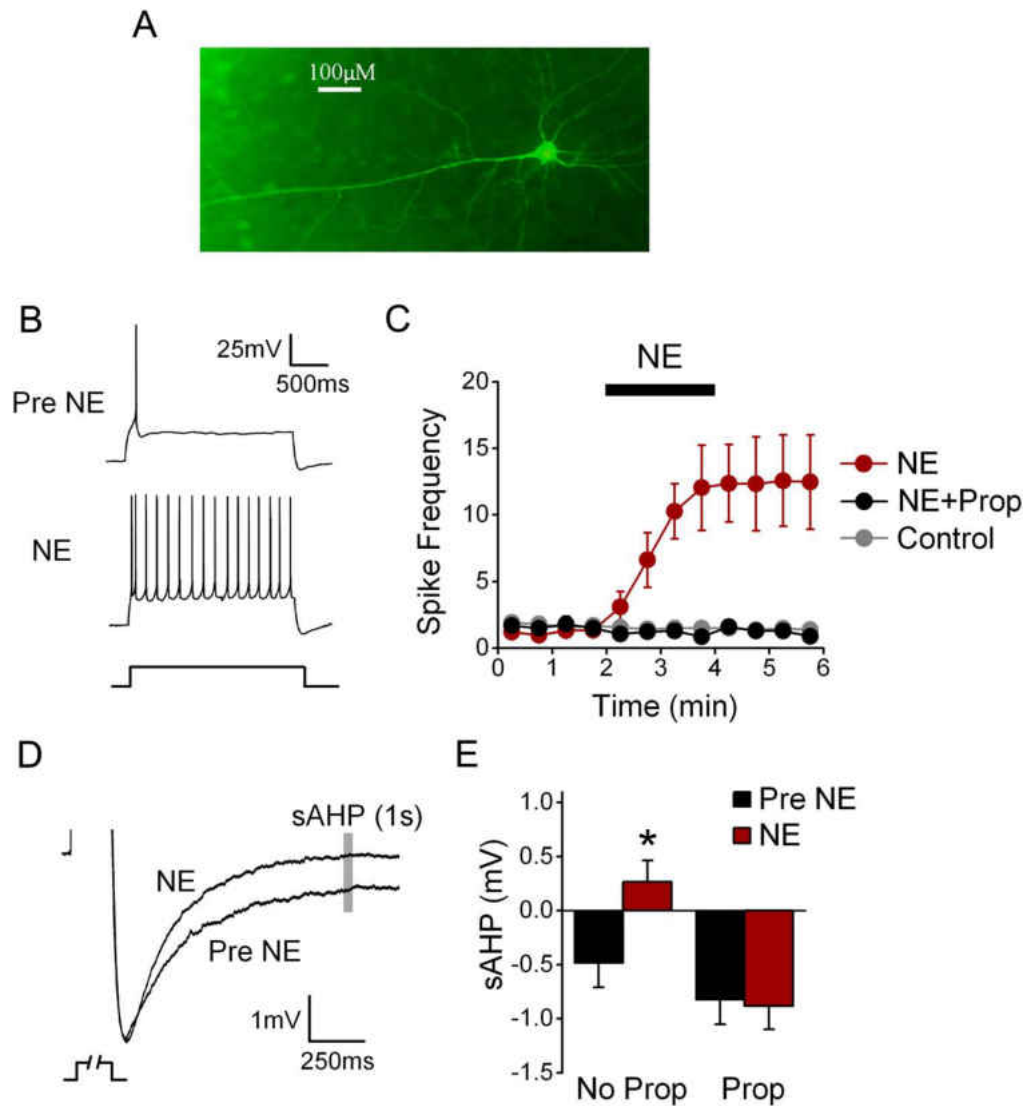 A
100µM
B
25mV
500ms
Pre NE
NE
C
NE
20
15
10
5
0
Spike Frequency
0 1 2 3 4 5 6
Time (min)
NE
NE+Prop
Control
D
sAHP (1s)
NE
Pre NE
1mV
250ms
E
Pre NE
NE
*
1.0
0.5
0.0
-0.5
-1.0
-1.5
sAHP (mV)
No Prop Prop